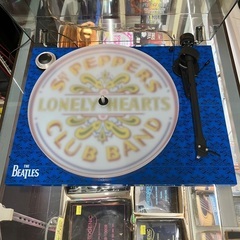 SGT PEPPERS
LONELY HEARTS
CLUB BAND
THE
BEATLES